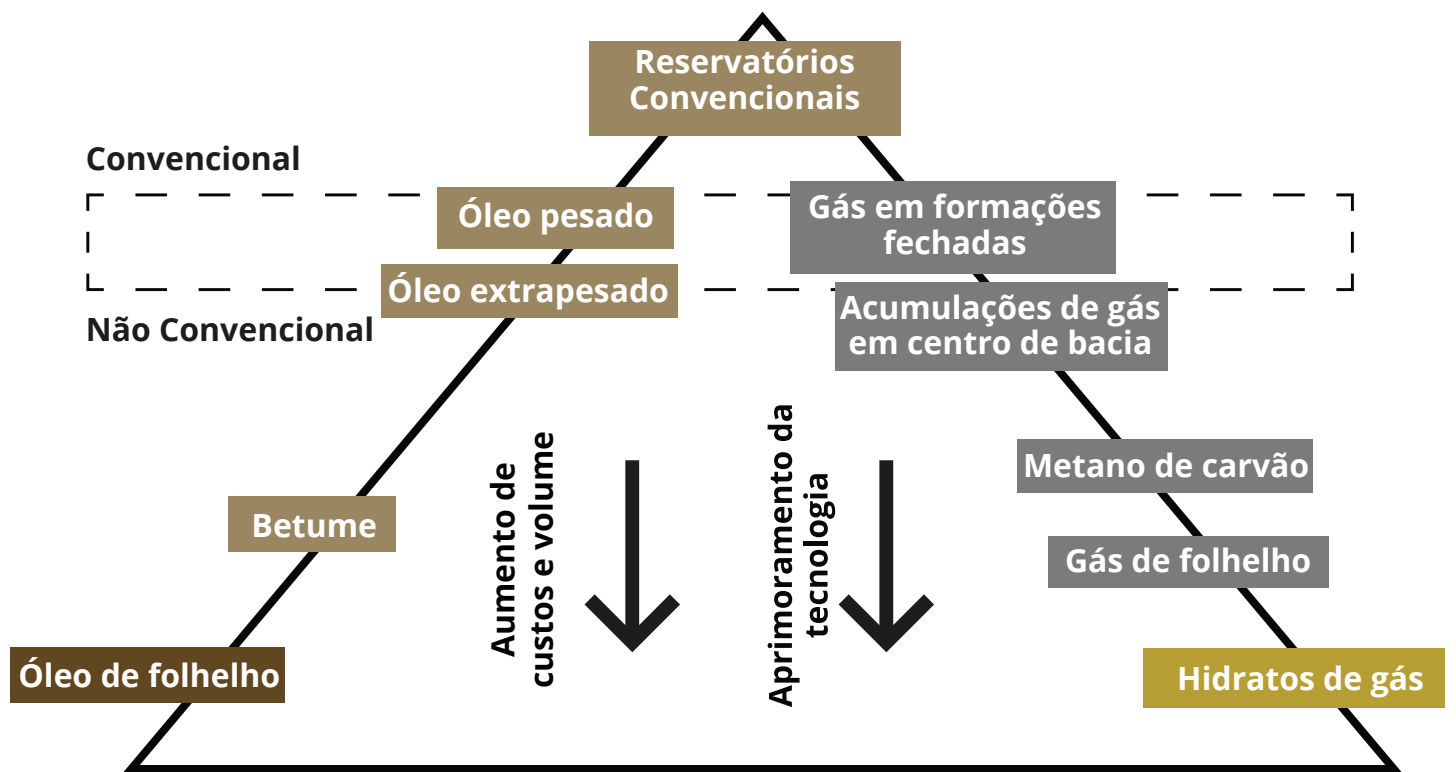 Reservatórios
Convencionais
Convencional
Óleo pesado
Gás em formações
fechadas
Óleo extrapesado
Acumulações de gás
em centro de bacia
Não Convencional
Aumento de
custos e volume
Aprimoramento da
tecnologia
Metano de carvão
Betume
Gás de folhelho
Óleo de folhelho
Hidratos de gás